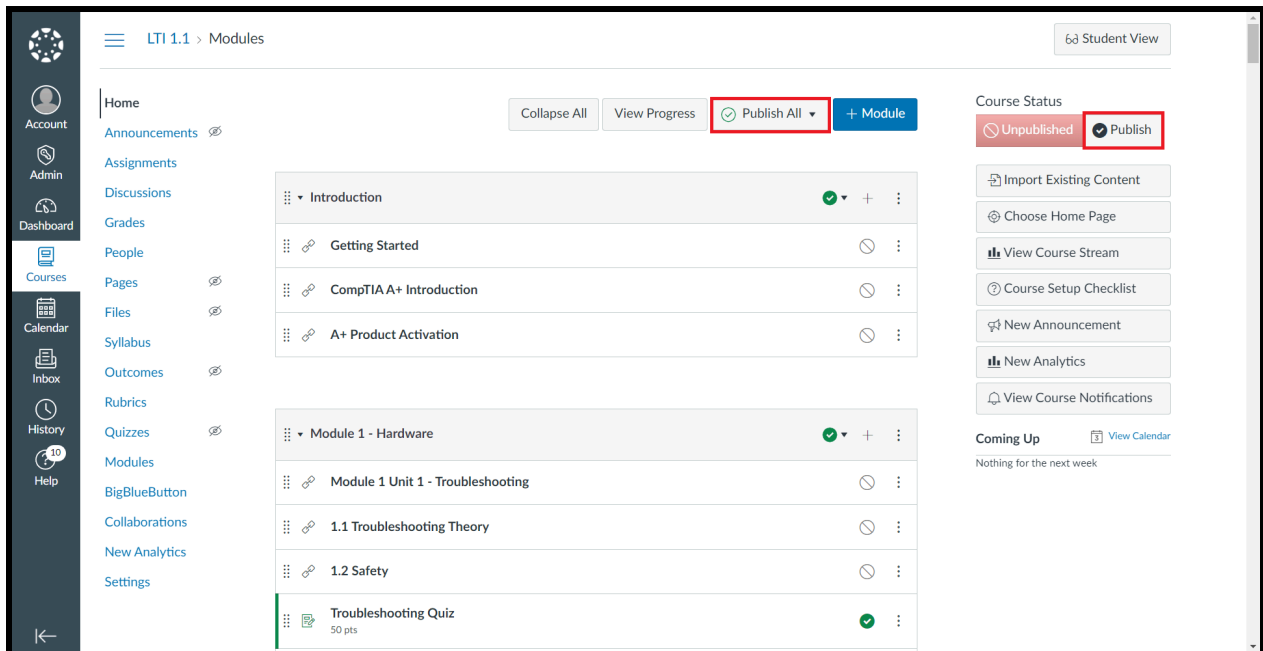 LTI 1.1 > Modules
Student View
Account
Admin
Dashboard
Courses
Calendar
Inbox
History
10
Help
Home
Announcements
Assignments
Discussions
Grades
People
Pages
Files
Syllabus
Outcomes
Rubrics
Quizzes
Modules
BigBlueButton
Collaborations
New Analytics
Settings
Collapse All
View Progress
Publish All
+ Module
Introduction
Getting Started
CompTIA A+ Introduction
A+ Product Activation
Module 1 - Hardware
Module 1 Unit 1 - Troubleshooting
1.1 Troubleshooting Theory
1.2 Safety
Troubleshooting Quiz
50 pts
Course Status
Unpublished
Publish
Import Existing Content
Choose Home Page
View Course Stream
Course Setup Checklist
New Announcement
New Analytics
View Course Notifications
Coming Up
3 View Calendar
Nothing for the next week